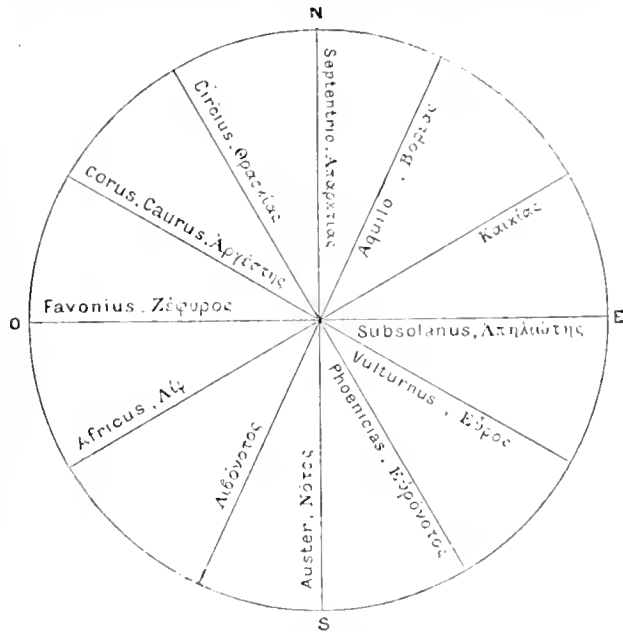 N
Septentrio. Ἀπαρκτιας
Aquilo. Βορέας
Καικίας
E
Subsolanus, Ἀπηλιώτης
Vulturnus. Εὖρος
Phoenicias. Εὐρόνοτος
S
Auster, Νότος
Λιβόνοτος
Africus, Λίψ
O
Favonius. Ζέφυρος
Corus. Caurus. Ἀργέστης
Circius. Θρασκίας